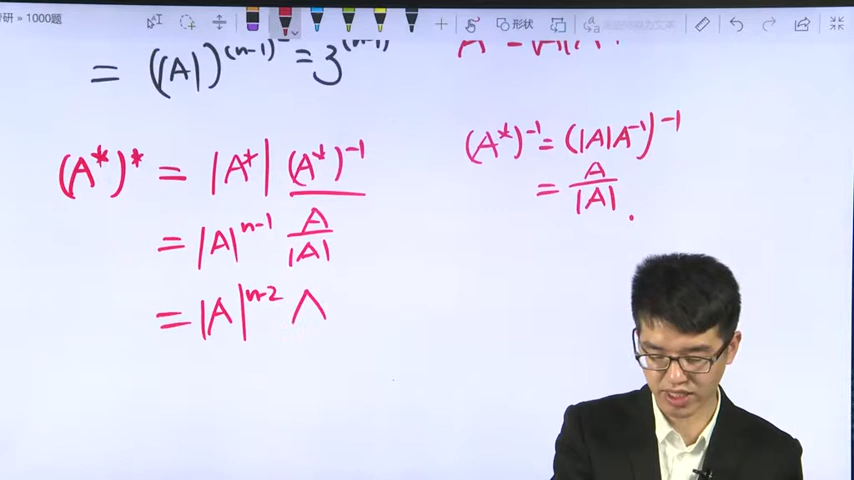 研 » 1000题
形状
= (|A|)^(n-1) = 3^(n-1)
(A*)* = |A*| (A*)^-1
= |A|^n-1 A/|A|
= |A|^n-2 A
(A*)^-1 = (|A|A^-1)^-1
= A/|A| .